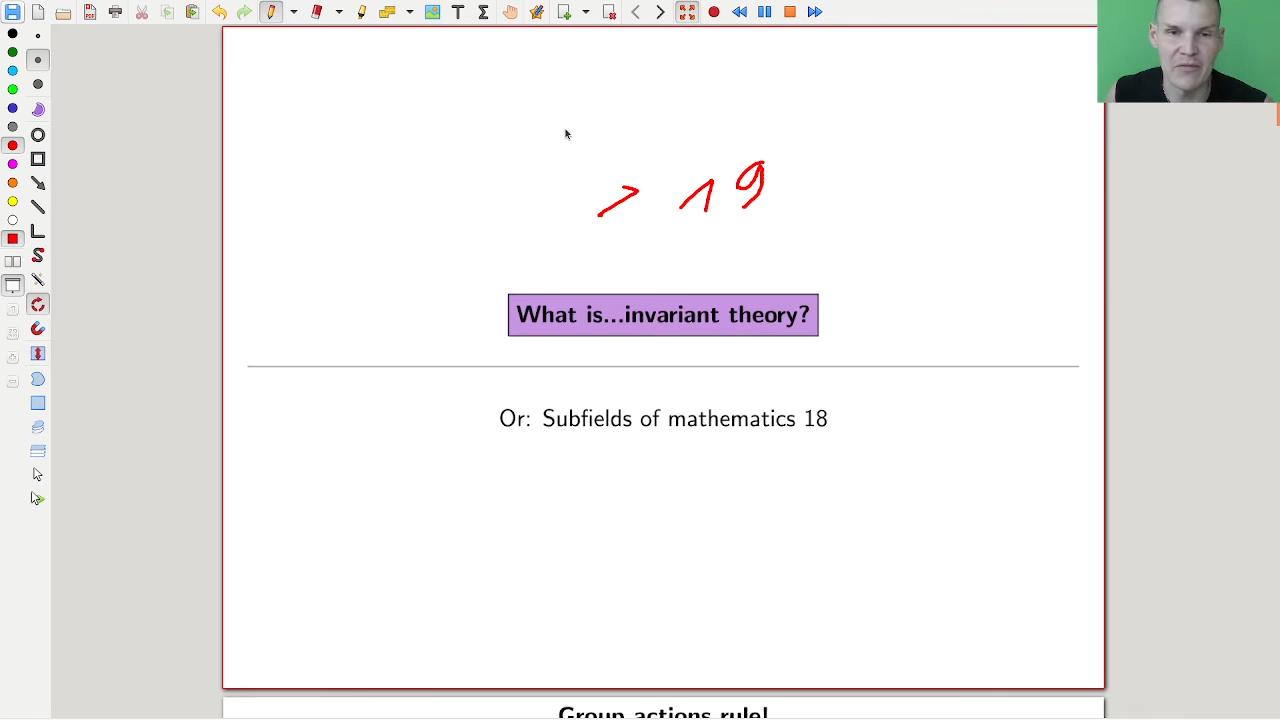 > 19
What is...invariant theory?
Or: Subfields of mathematics 18
Group actions rule!